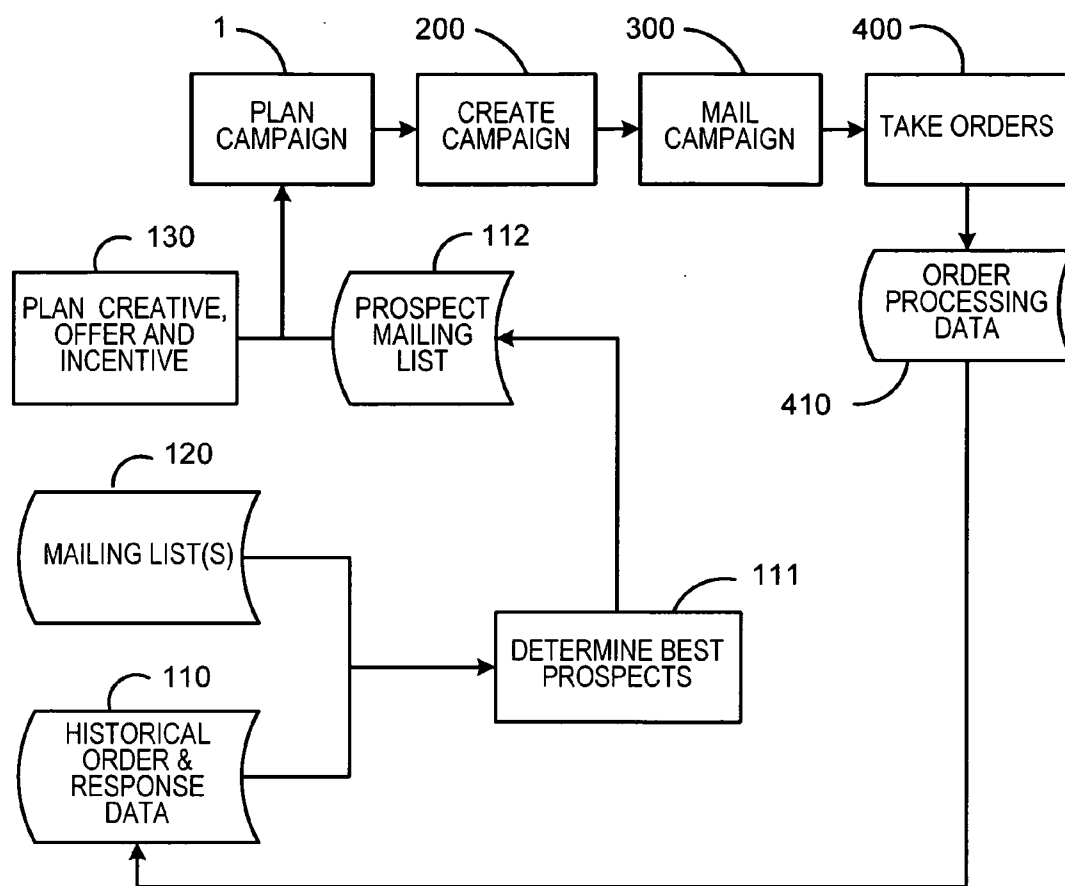 1
200
300
400
PLAN
CAMPAIGN
CREATE
CAMPAIGN
MAIL
CAMPAIGN
TAKE ORDERS
130
112
PLAN CREATIVE,
OFFER AND
INCENTIVE
PROSPECT
MAILING
LIST
ORDER
PROCESSING
DATA
410
120
MAILING LIST(S)
111
DETERMINE BEST
PROSPECTS
110
HISTORICAL
ORDER &
RESPONSE
DATA